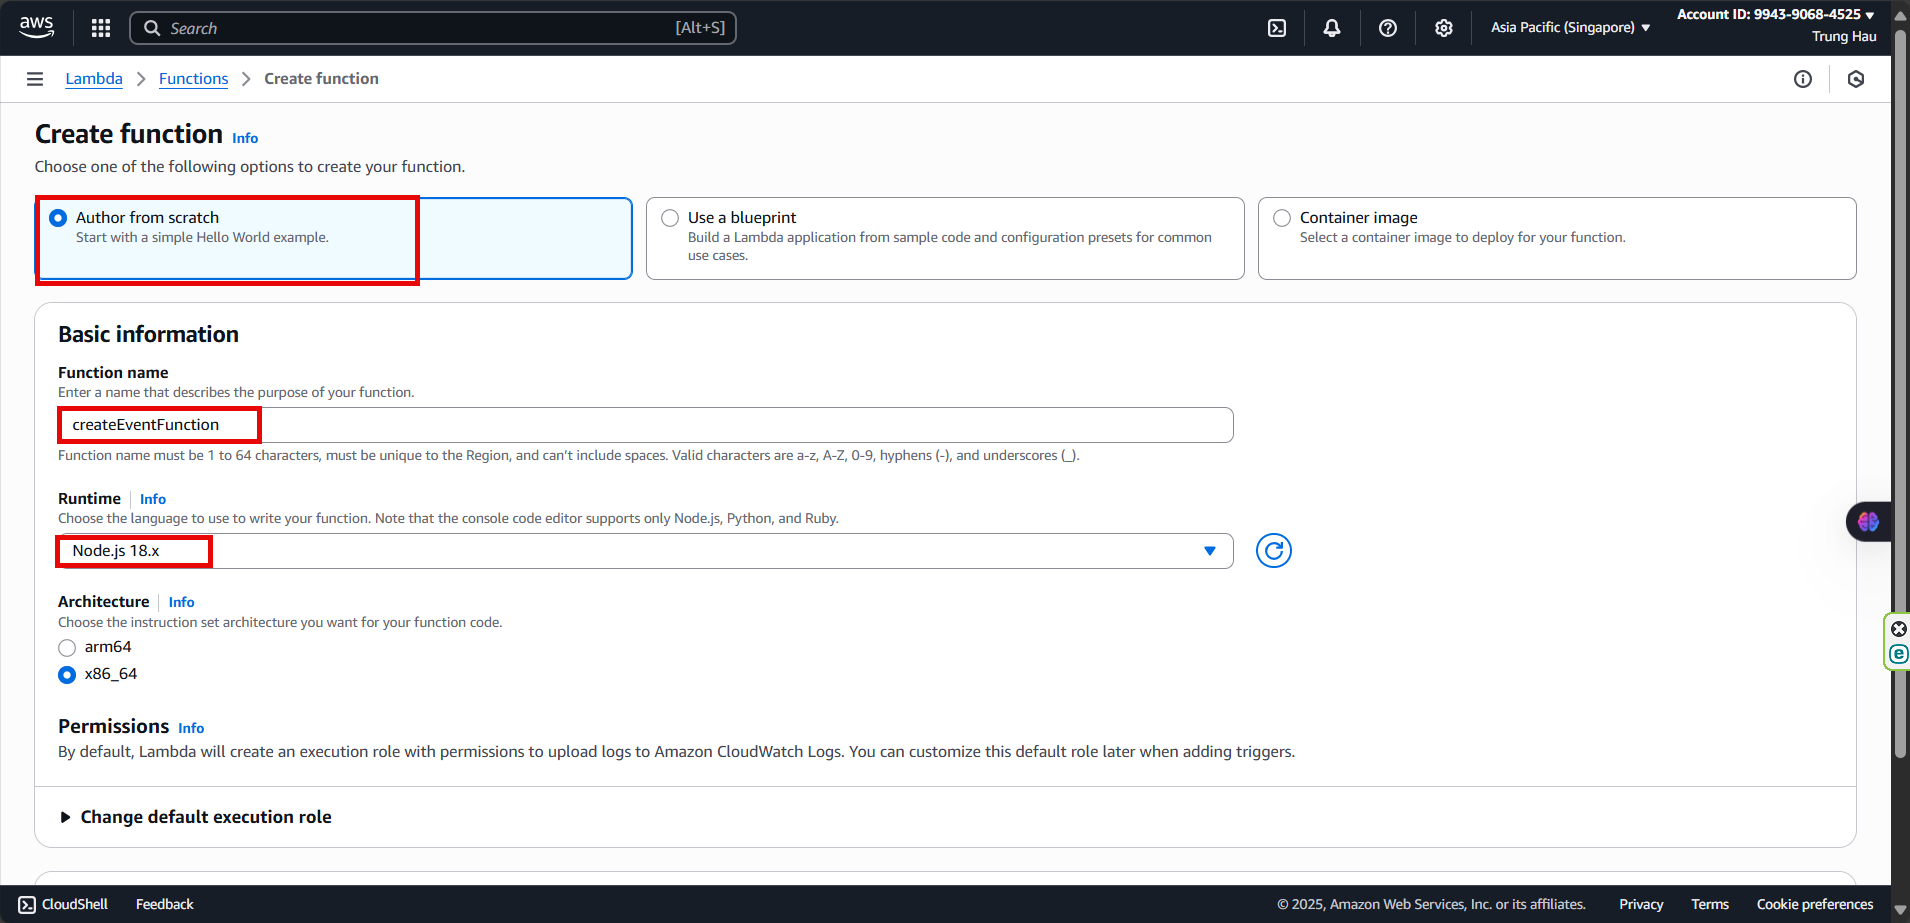 aws
Search [Alt+S]
Asia Pacific (Singapore)
Account ID: 9943-9068-4525
Trung Hau
Lambda Functions Create function
Create function Info
Choose one of the following options to create your function.
Author from scratch
Start with a simple Hello World example.
Use a blueprint
Build a Lambda application from sample code and configuration presets for common
use cases.
Container image
Select a container image to deploy for your function.
Basic information
Function name
Enter a name that describes the purpose of your function.
createEventFunction
Function name must be 1 to 64 characters, must be unique to the Region, and can't include spaces. Valid characters are a-z, A-Z, 0-9, hyphens (-), and underscores (_).
Runtime Info
Choose the language to use to write your function. Note that the console code editor supports only Node.js, Python, and Ruby.
Node.js 18.x
Architecture Info
Choose the instruction set architecture you want for your function code.
arm64
x86_64
Permissions Info
By default, Lambda will create an execution role with permissions to upload logs to Amazon CloudWatch Logs. You can customize this default role later when adding triggers.
Change default execution role
CloudShell Feedback © 2025, Amazon Web Services, Inc. or its affiliates. Privacy Terms Cookie preferences